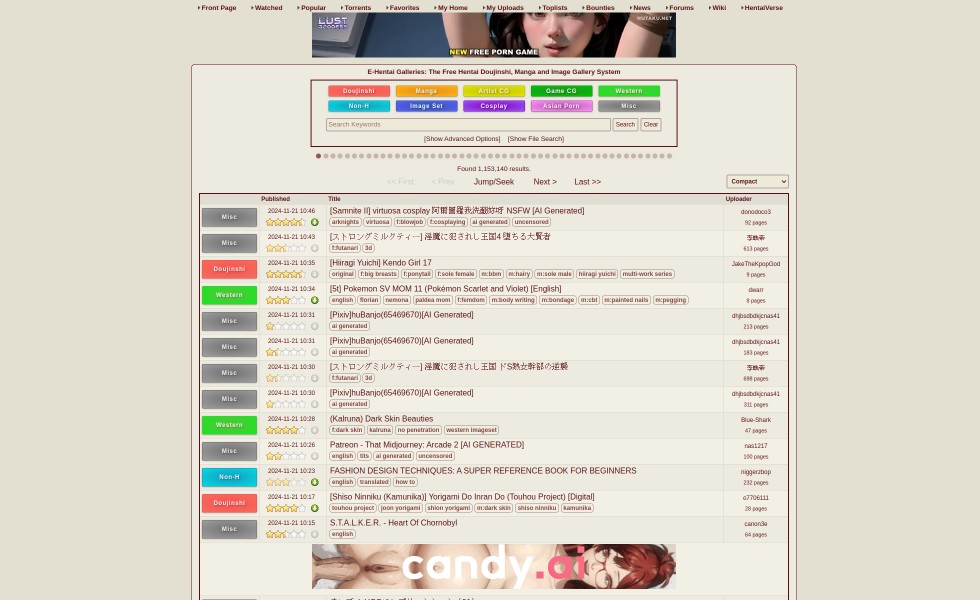 Front Page Watched Popular Torrents Favorites My Home My Uploads Toplists Bounties News Forums Wiki HentaiVerse
LUST
NUTAKU.NET
NEW FREE PORN GAME
E-Hentai Galleries: The Free Hentai Doujinshi, Manga and Image Gallery System
Doujinshi Manga Artist CG Game CG Western
Non-H Image Set Cosplay Asian Porn Misc
Search Keywords Search Clear
[Show Advanced Options] [Show File Search]
Found 1,153,140 results.
<< First < Prev Jump/Seek Next > Last >> Compact
Published Title Uploader
Misc 2024-11-21 10:46 [Samnite II] virtuosa cosplay NSFW [AI Generated] donodoco3
arknights virtuosa f:blowjob f:cosplaying ai generated uncensored 92 pages
Misc 2024-11-21 10:43 [ストロングミルクティー] 淫魔に犯されし王国4 堕ちる大賢者
f:futanari 3d 613 pages
Doujinshi 2024-11-21 10:35 [Hiiragi Yuichi] Kendo Girl 17 JakeTheKpopGod
original f:big breasts f:ponytail f:sole female m:bbm m:hairy m:sole male hiiragi yuichi multi-work series 9 pages
Western 2024-11-21 10:34 [5t] Pokemon SV MOM 11 (Pokémon Scarlet and Violet) [English] dwarr
english florian nemona paldea mom f:femdom m:body writing m:bondage m:cbt m:painted nails m:pegging 8 pages
Misc 2024-11-21 10:31 [Pixiv]huBanjo(65469670)[AI Generated] dhjbsdbdkjcnas41
ai generated 213 pages
Misc 2024-11-21 10:31 [Pixiv]huBanjo(65469670)[AI Generated] dhjbsdbdkjcnas41
ai generated 183 pages
Misc 2024-11-21 10:30 [ストロングミルクティー] 淫魔に犯されし王国 ドS熟女幹部の逆襲
f:futanari 3d 698 pages
Misc 2024-11-21 10:30 [Pixiv]huBanjo(65469670)[AI Generated] dhjbsdbdkjcnas41
ai generated 311 pages
Western 2024-11-21 10:28 (Kalruna) Dark Skin Beauties Blue-Shark
f:dark skin kalruna no penetration western imageset 47 pages
Misc 2024-11-21 10:26 Patreon - That Midjourney: Arcade 2 [AI GENERATED] nas1217
english tits ai generated uncensored 100 pages
Non-H 2024-11-21 10:23 FASHION DESIGN TECHNIQUES: A SUPER REFERENCE BOOK FOR BEGINNERS niggerzbop
english translated how to 232 pages
Doujinshi 2024-11-21 10:17 [Shiso Ninniku (Kamunika)] Yorigami Do Inran Do (Touhou Project) [Digital] o7706111
touhou project joon yorigami shion yorigami m:dark skin shiso ninniku kamunika 28 pages
Misc 2024-11-21 10:15 S.T.A.L.K.E.R. - Heart Of Chornobyl canor3e
english 64 pages
candy.ai